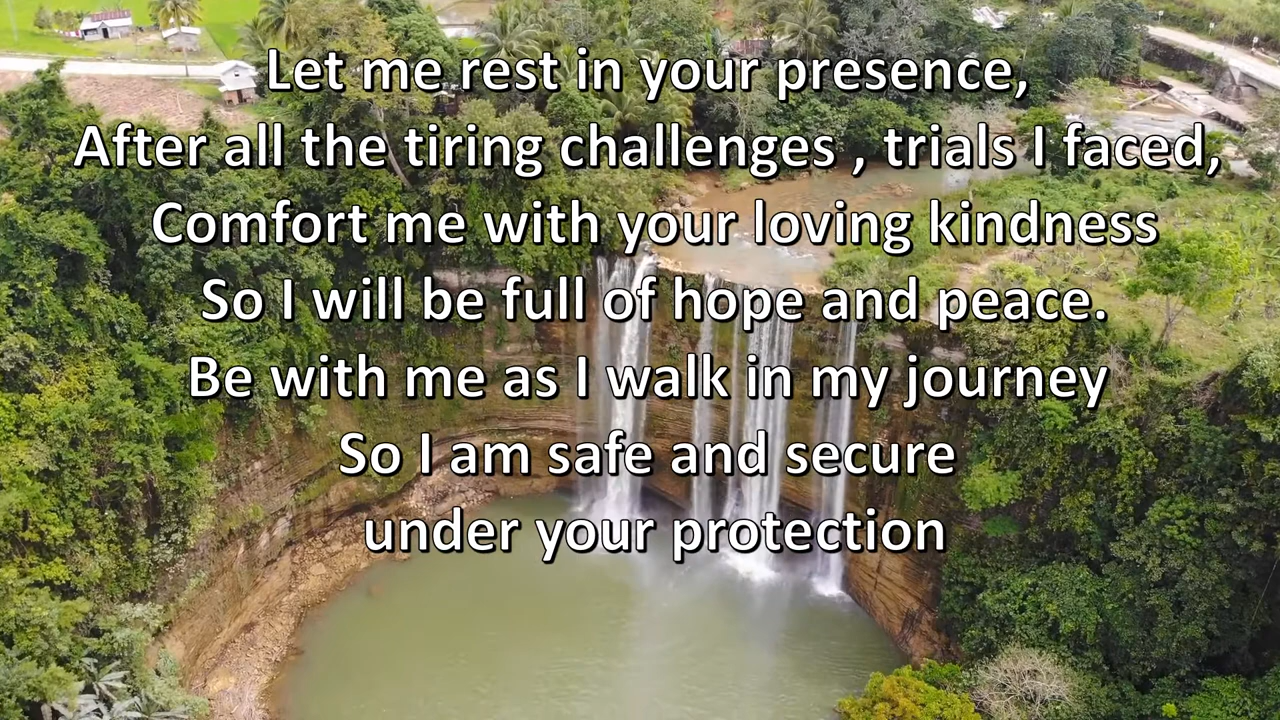 Let me rest in your presence,
After all the tiring challenges , trials I faced,
Comfort me with your loving kindness
So I will be full of hope and peace.
Be with me as I walk in my journey
So I am safe and secure
under your protection